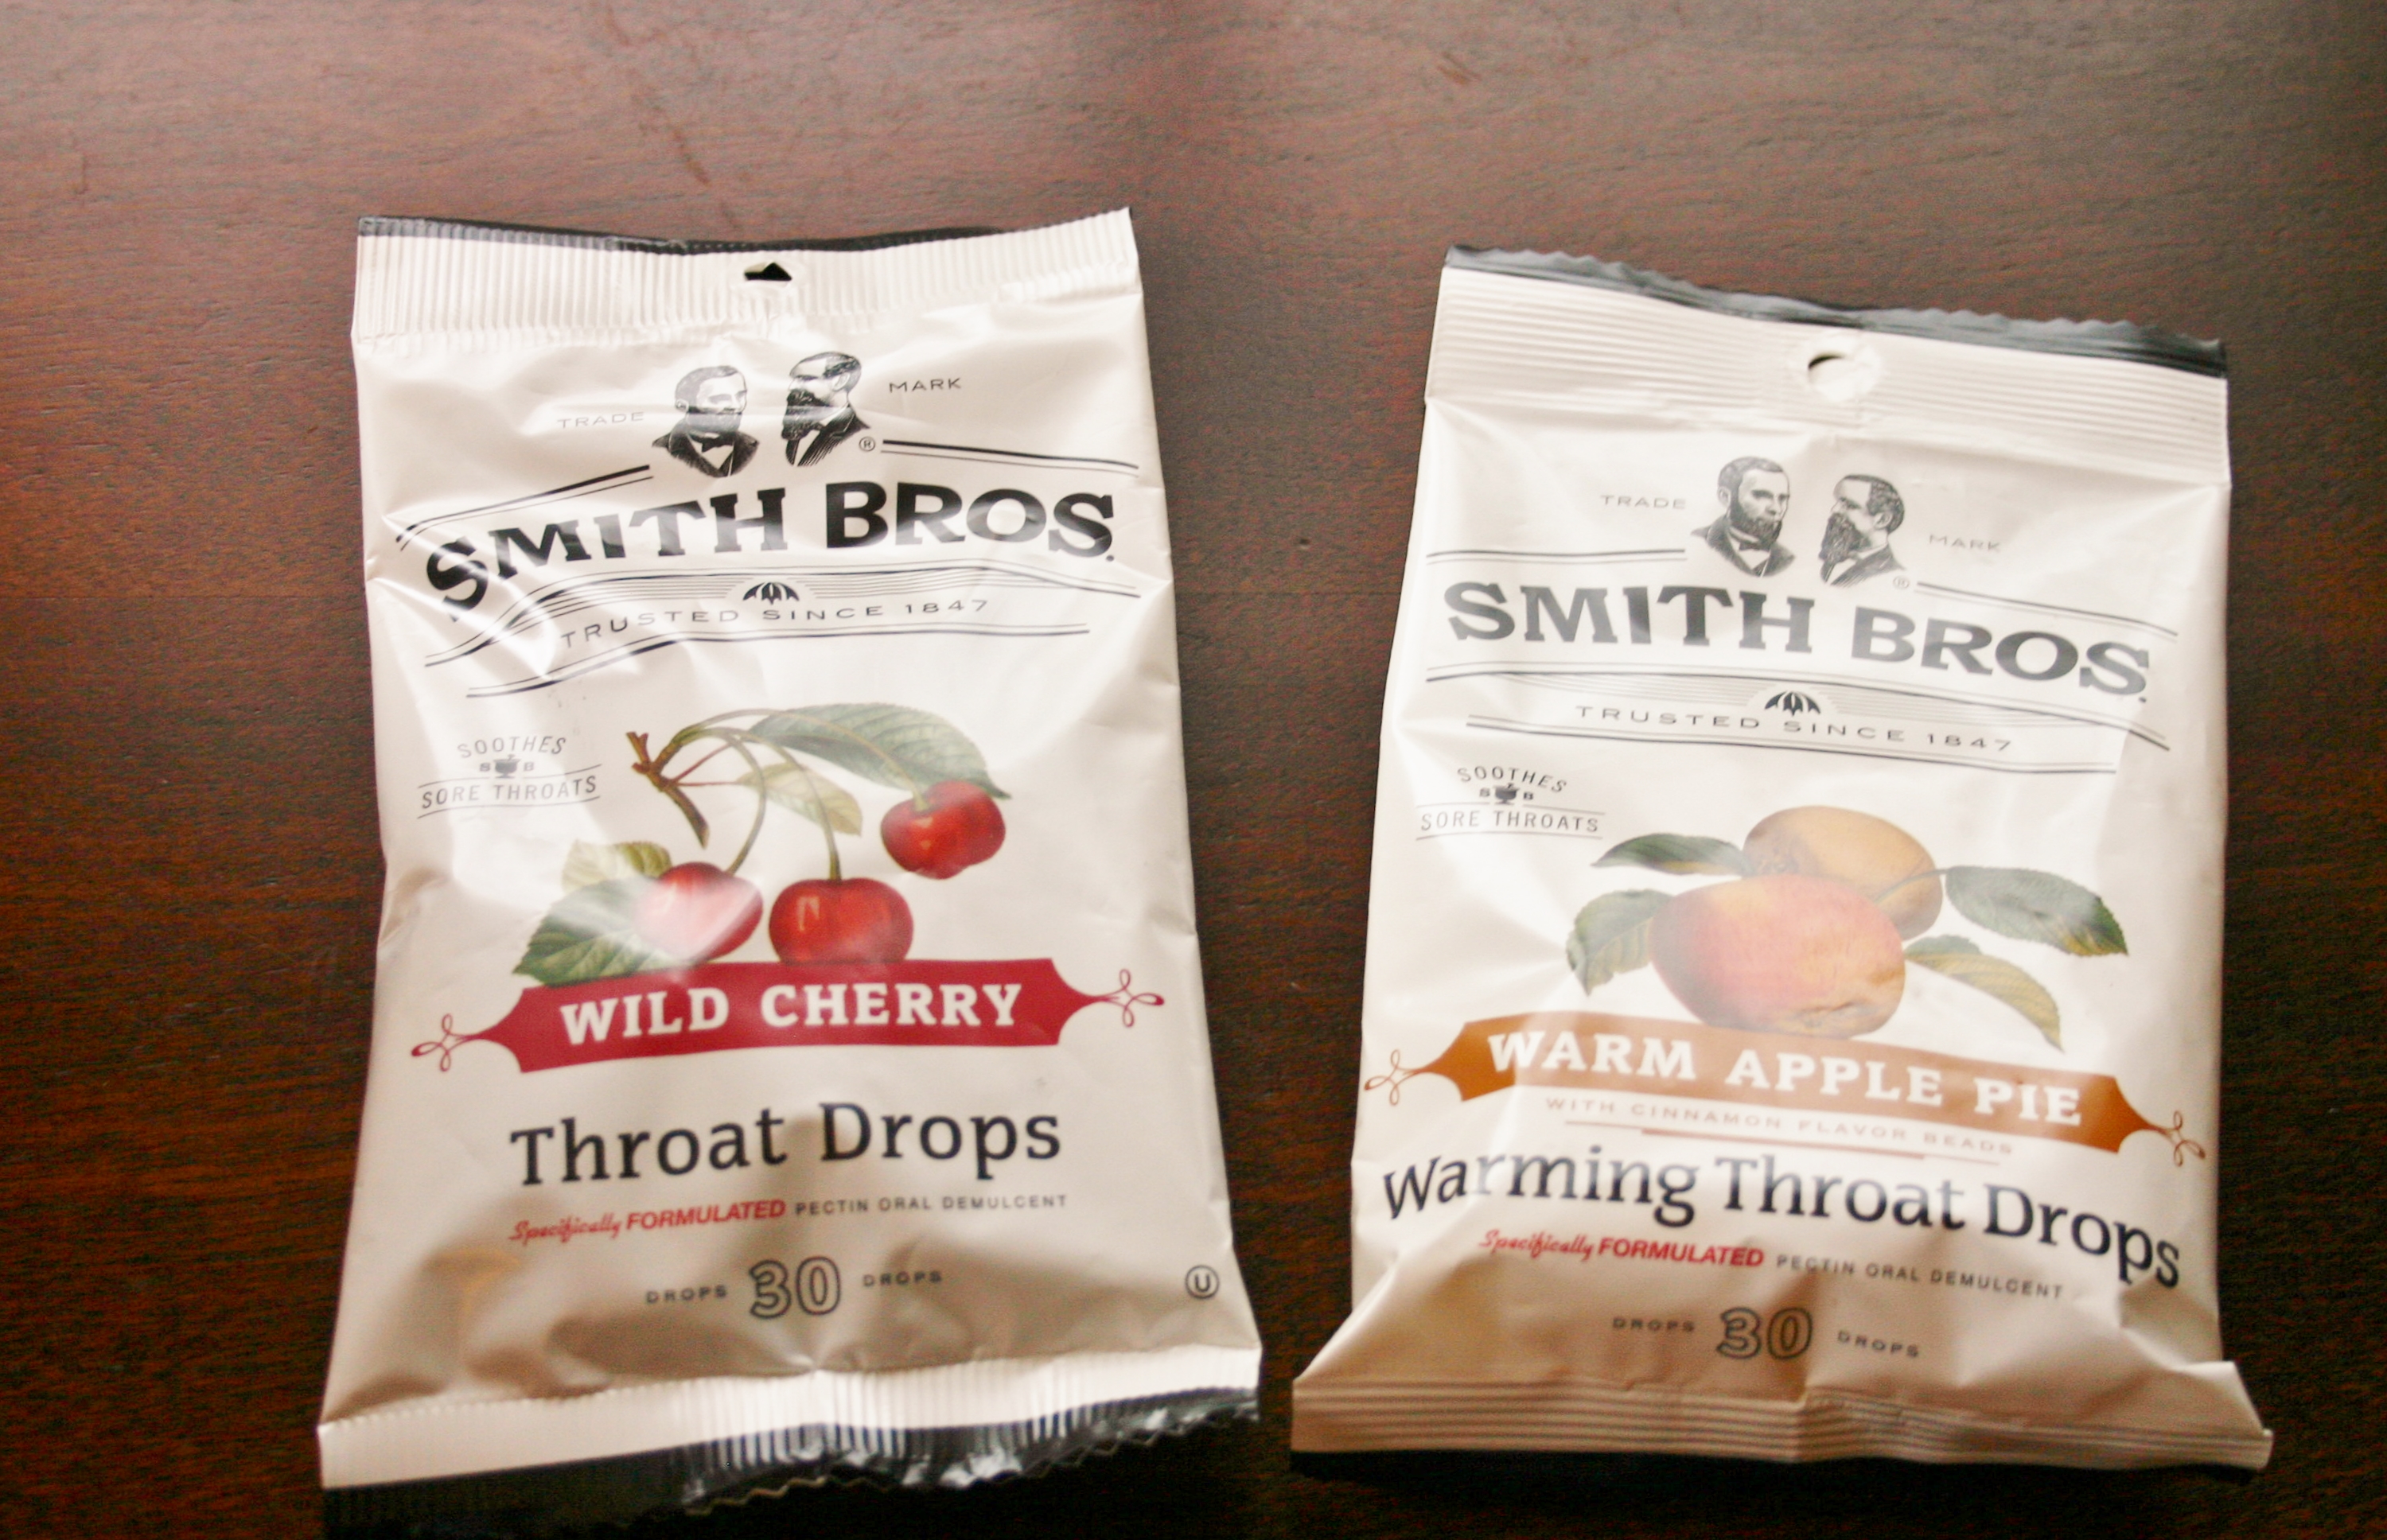 TRADE MARK
®
SMITH BROS.
TRUSTED SINCE 1847
SOOTHES
S B
SORE THROATS
WILD CHERRY
Throat Drops
Specifically FORMULATED PECTIN ORAL DEMULCENT
DROPS 30 DROPS
U
TRADE MARK
®
SMITH BROS.
TRUSTED SINCE 1847
SOOTHES
S B
SORE THROATS
WARM APPLE PIE
WITH CINNAMON FLAVOR BEADS
Warming Throat Drops
Specifically FORMULATED PECTIN ORAL DEMULCENT
DROPS 30 DROPS